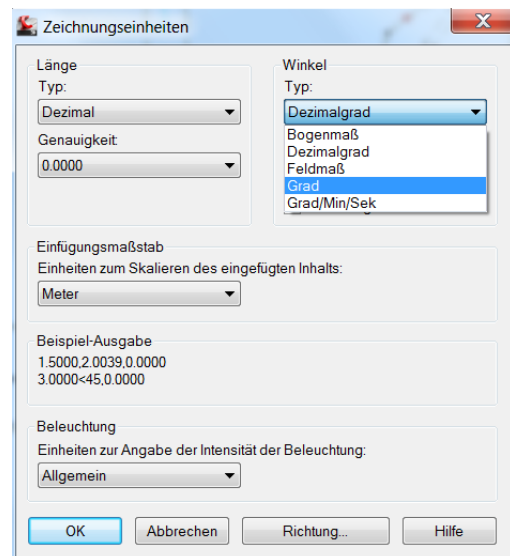 Zeichnungseinheiten
Länge
Typ:
Dezimal
Genauigkeit:
0.0000
Winkel
Typ:
Dezimalgrad
Bogenmaß
Dezimalgrad
Feldmaß
Grad
Grad/Min/Sek
Einfügungsmaßstab
Einheiten zum Skalieren des eingefügten Inhalts:
Meter
Beispiel-Ausgabe
1.5000,2.0039,0.0000
3.0000<45,0.0000
Beleuchtung
Einheiten zur Angabe der Intensität der Beleuchtung:
Allgemein
OK
Abbrechen
Richtung...
Hilfe